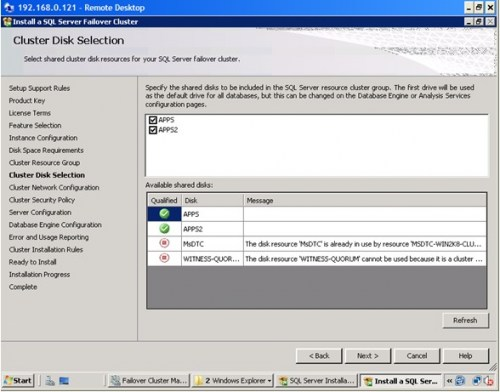 192.168.0.121 - Remote Desktop
Install a SQL Server Failover Cluster
Cluster Disk Selection
Select shared cluster disk resources for your SQL Server failover cluster.
Setup Support Rules
Product Key
License Terms
Feature Selection
Instance Configuration
Disk Space Requirements
Cluster Resource Group
Cluster Disk Selection
Cluster Network Configuration
Cluster Security Policy
Server Configuration
Database Engine Configuration
Error and Usage Reporting
Cluster Installation Rules
Ready to Install
Installation Progress
Complete
Specify the shared disks to be included in the SQL Server resource cluster group. The first drive will be used
as the default drive for all databases, but this can be changed on the Database Engine or Analysis Services
configuration pages.
APPS
APPS2
Available shared disks:
Qualified Disk Message
APPS
APPS2
MsDTC The disk resource 'MsDTC' is already in use by resource 'MSDTC-WIN2K8-CLU...
WITNESS-QUOR... The disk resource 'WITNESS-QUORUM' cannot be used because it is a cluster ...
Refresh
< Back Next > Cancel Help
Start Failover Cluster Ma... 2 Windows Explorer SQL Server Installa... Install a SQL Ser...